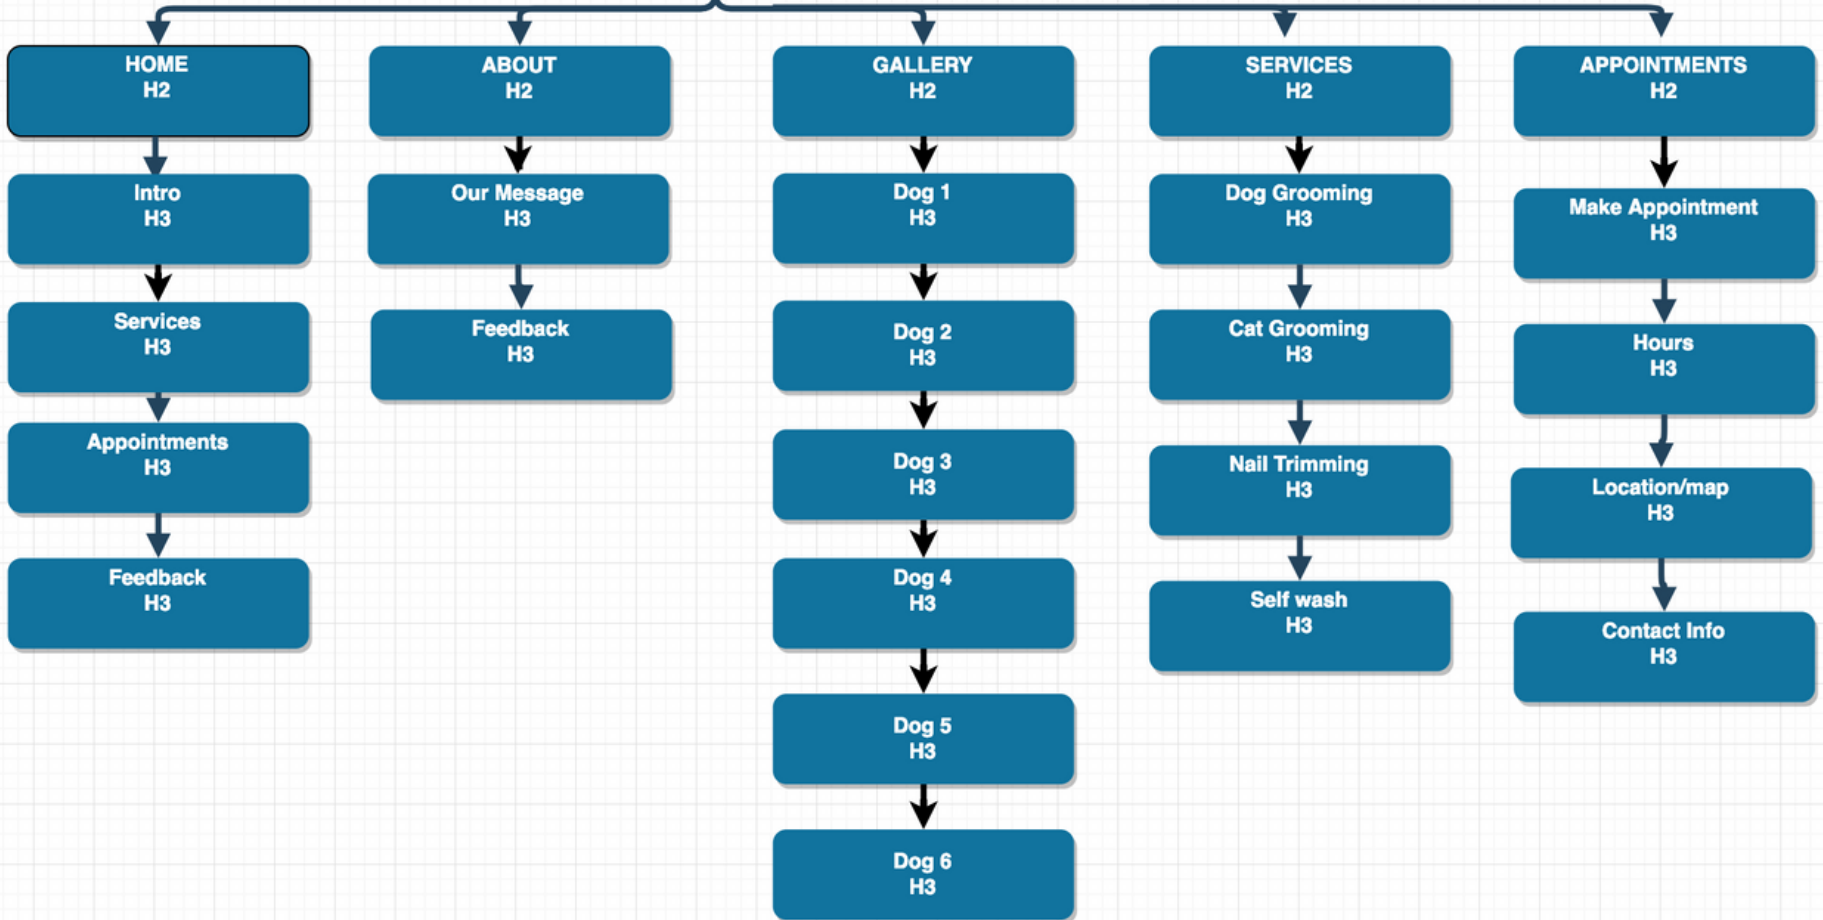 HOME
H2
Intro
H3
Services
H3
Appointments
H3
Feedback
H3
ABOUT
H2
Our Message
H3
Feedback
H3
GALLERY
H2
Dog 1
H3
Dog 2
H3
Dog 3
H3
Dog 4
H3
Dog 5
H3
Dog 6
H3
SERVICES
H2
Dog Grooming
H3
Cat Grooming
H3
Nail Trimming
H3
Self wash
H3
APPOINTMENTS
H2
Make Appointment
H3
Hours
H3
Location/map
H3
Contact Info
H3